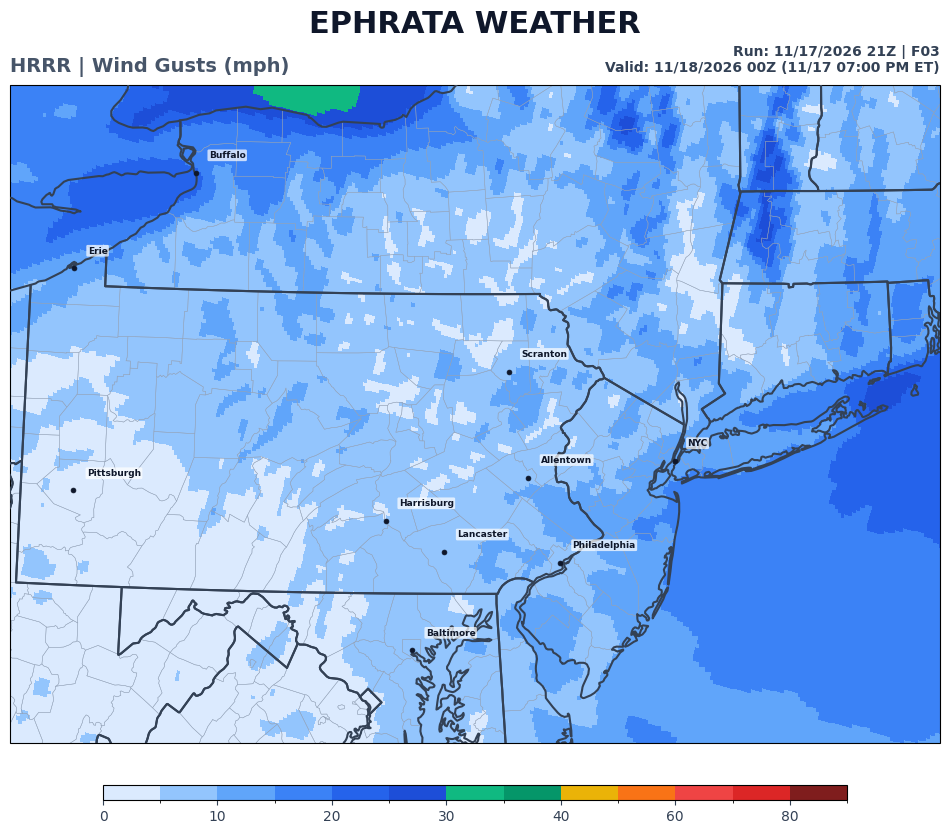 EPHRATA WEATHER
HRRR | Wind Gusts (mph)
Run: 11/17/2026 21Z | F03
Valid: 11/18/2026 00Z (11/17 07:00 PM ET)
Buffalo
Erie
Scranton
NYC
Allentown
Pittsburgh
Harrisburg
Lancaster
Philadelphia
Baltimore
0 10 20 30 40 50 60 70 80